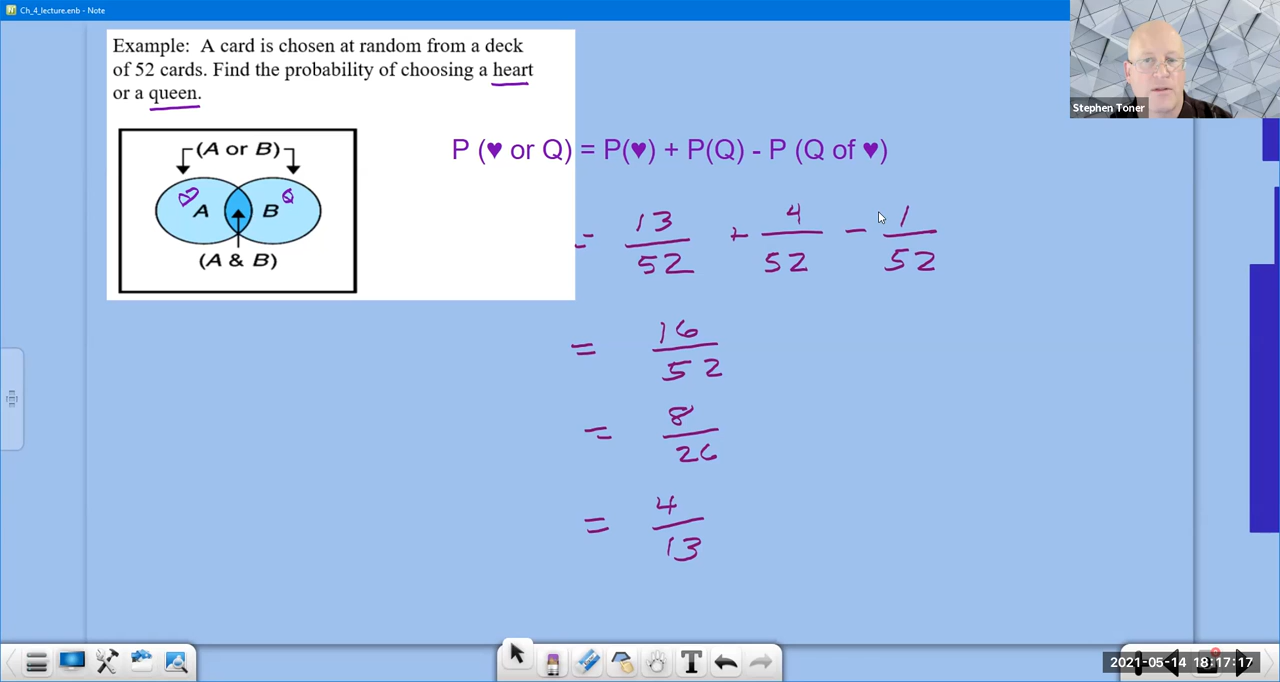 Ch_4_lecture.enb - Note
Example: A card is chosen at random from a deck
of 52 cards. Find the probability of choosing a heart
or a queen.
Stephen Toner
(A or B)
♥ A B Q
(A & B)
P (♥ or Q) = P(♥) + P(Q) - P (Q of ♥)
= 13/52 + 4/52 - 1/52
= 16/52
= 8/26
= 4/13
T
2021-05-14 18:17:17